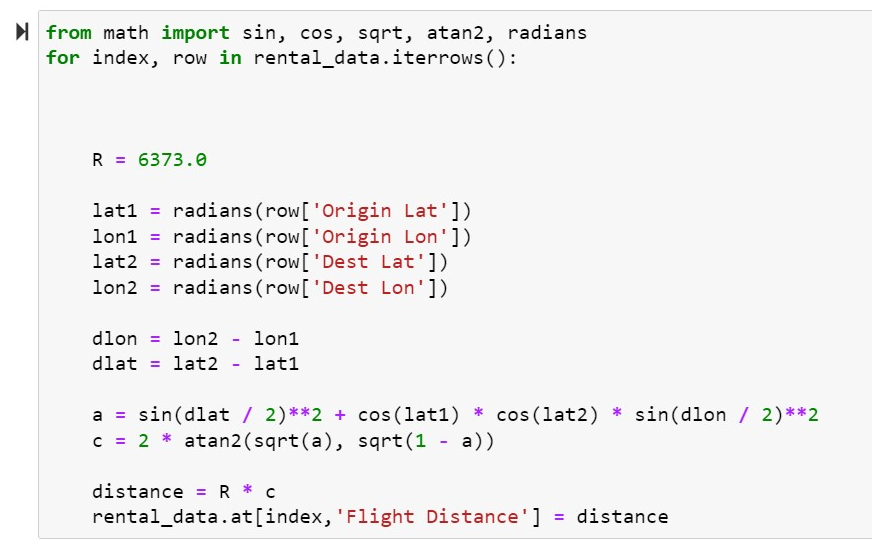 from math import sin, cos, sqrt, atan2, radians
for index, row in rental_data.iterrows():
R = 6373.0
lat1 = radians(row['Origin Lat'])
lon1 = radians(row['Origin Lon'])
lat2 = radians(row['Dest Lat'])
lon2 = radians(row['Dest Lon'])
dlon = lon2 - lon1
dlat = lat2 - lat1
a = sin(dlat / 2)**2 + cos(lat1) * cos(lat2) * sin(dlon / 2)**2
c = 2 * atan2(sqrt(a), sqrt(1 - a))
distance = R * c
rental_data.at[index,'Flight Distance'] = distance